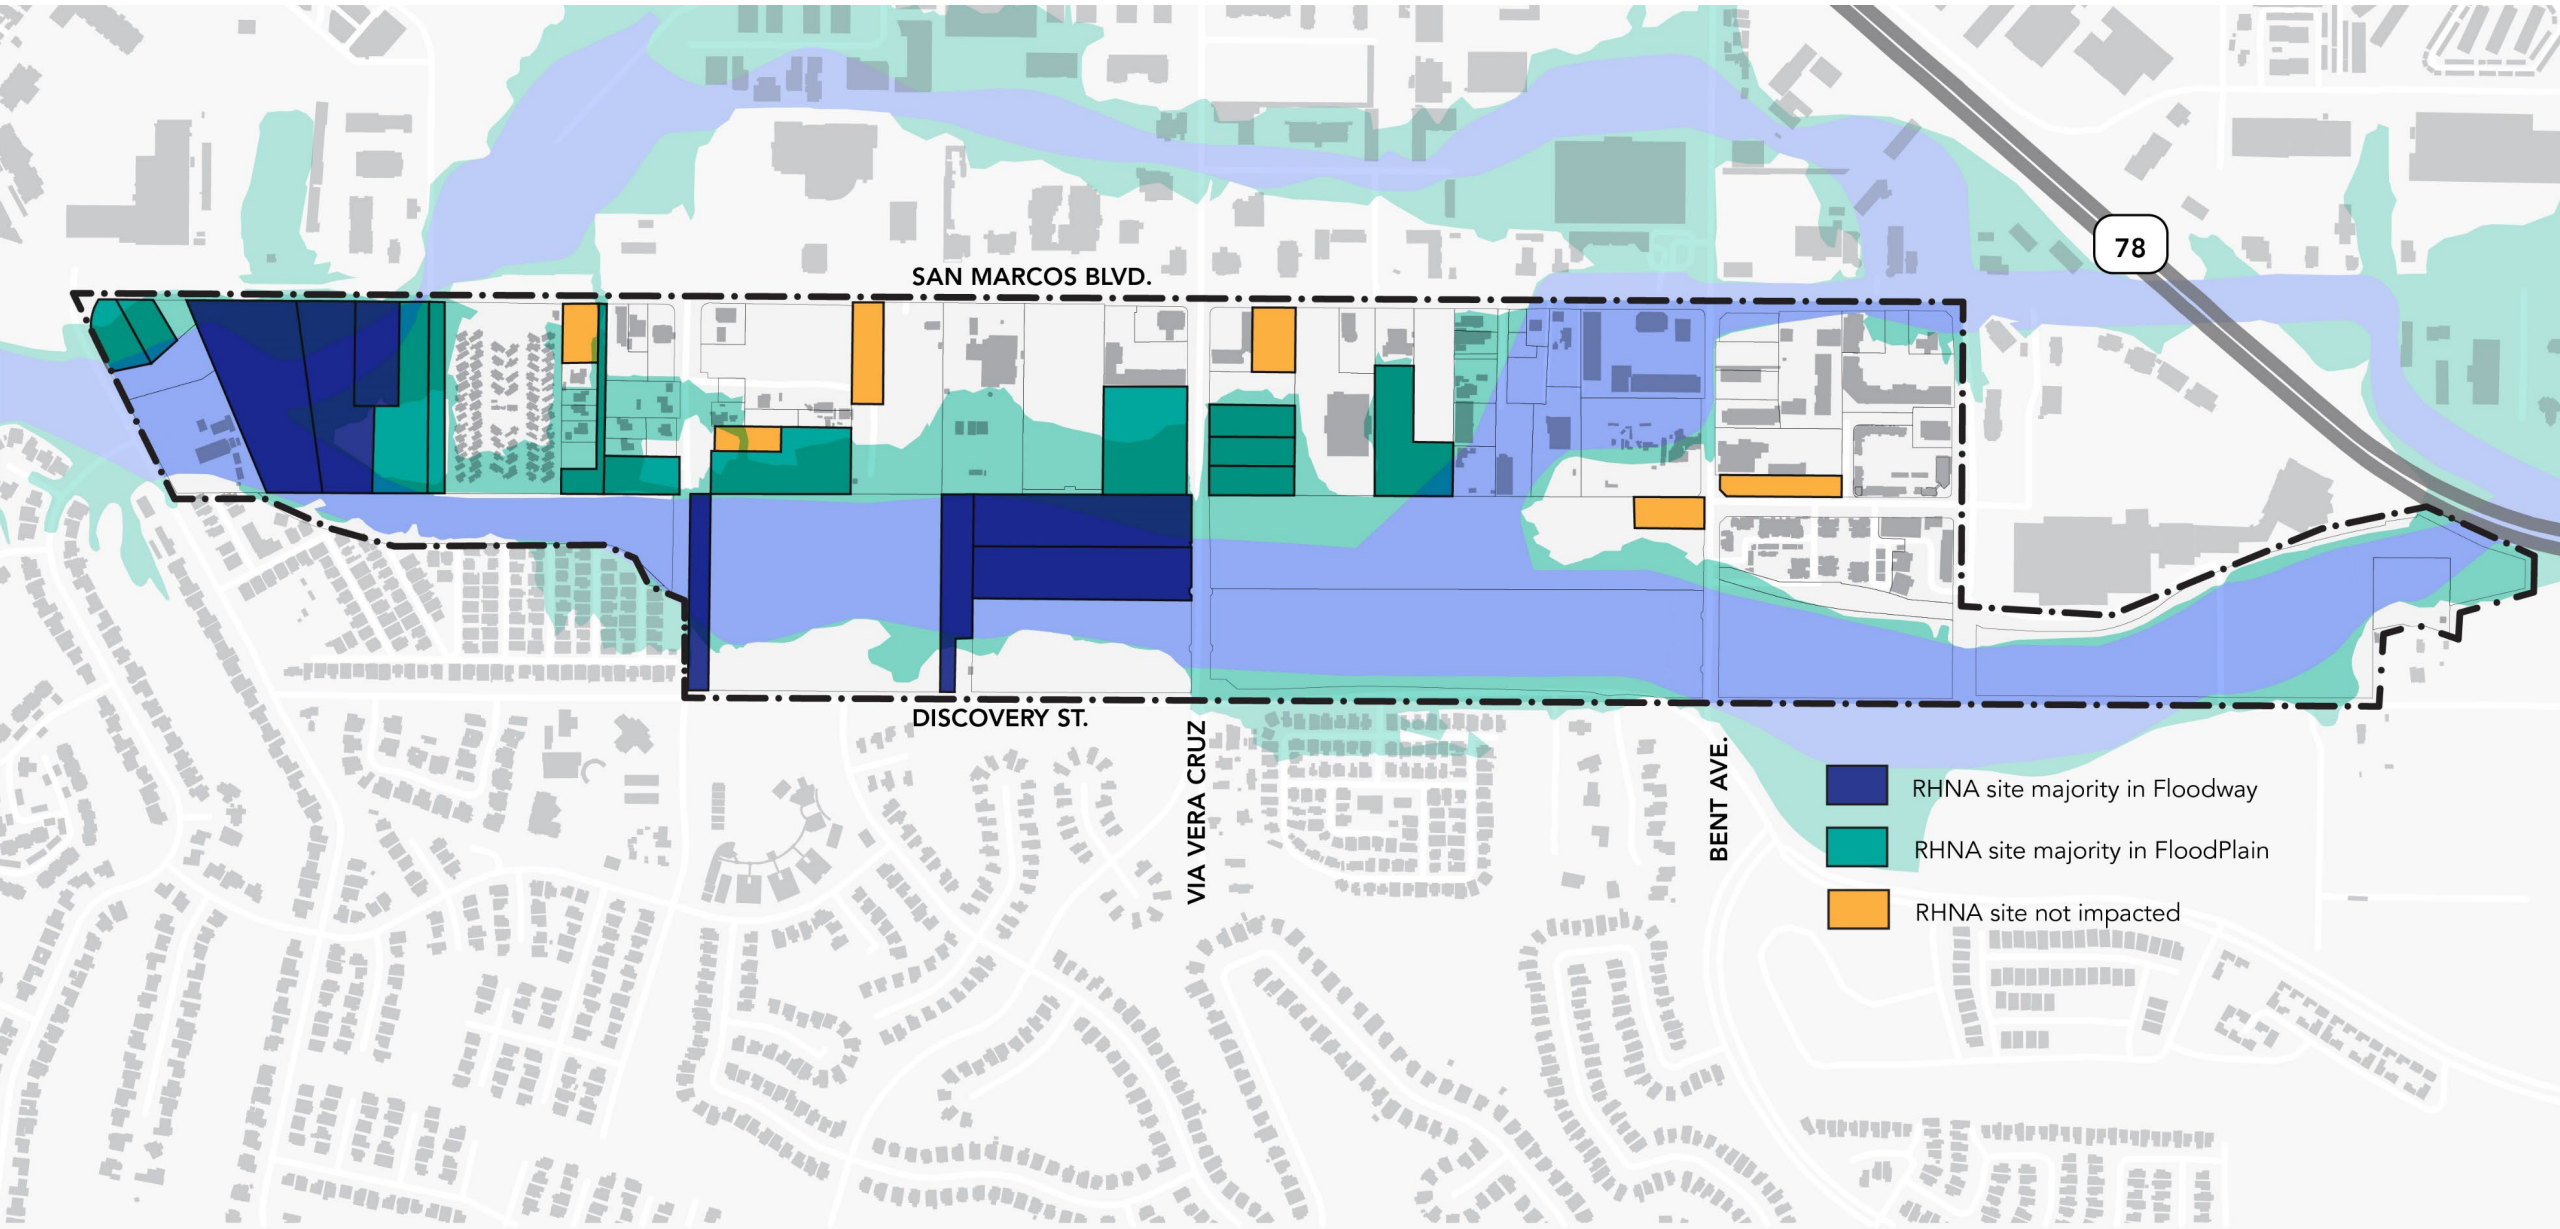 78
SAN MARCOS BLVD.
DISCOVERY ST.
VIA VERA CRUZ
BENT AVE.
RHNA site majority in Floodway
RHNA site majority in FloodPlain
RHNA site not impacted